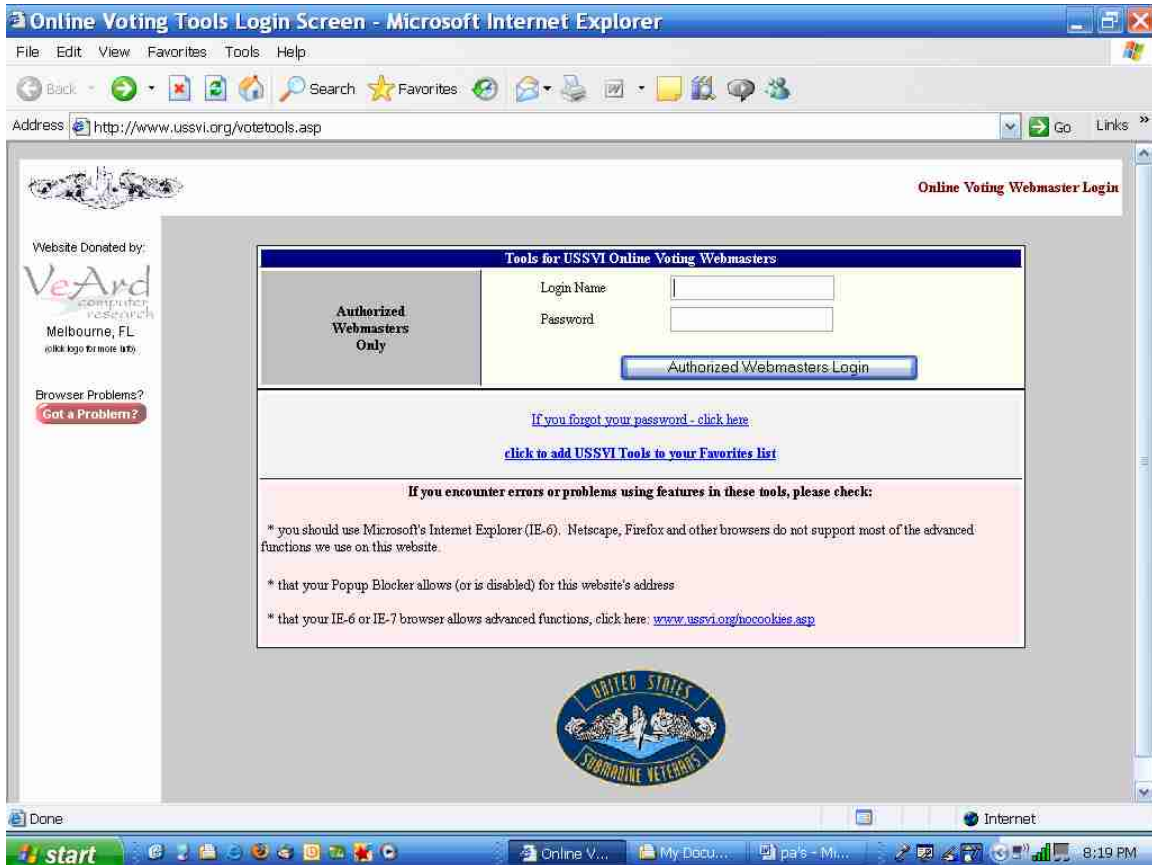 Online Voting Tools Login Screen - Microsoft Internet Explorer
File Edit View Favorites Tools Help
Back Search Favorites
Address http://www.ussvi.org/votetools.asp Go Links »
Online Voting Webmaster Login
Website Donated by:
VeArd
computer
research
Melbourne, FL
(click logo for more info)
Browser Problems?
Got a Problem?
Tools for USSVI Online Voting Webmasters
Authorized
Webmasters
Only
Login Name
Password
Authorized Webmasters Login
If you forgot your password - click here
click to add USSVI Tools to your Favorites list
If you encounter errors or problems using features in these tools, please check:
* you should use Microsoft's Internet Explorer (IE-6). Netscape, Firefox and other browsers do not support most of the advanced
functions we use on this website.
* that your Popup Blocker allows (or is disabled) for this website's address
* that your IE-6 or IE-7 browser allows advanced functions, click here: www.ussvi.org/nocookies.asp
UNITED STATES
SUBMARINE VETERANS
Done Internet
start Online V... My Docu... pa's - Mi... 8:19 PM